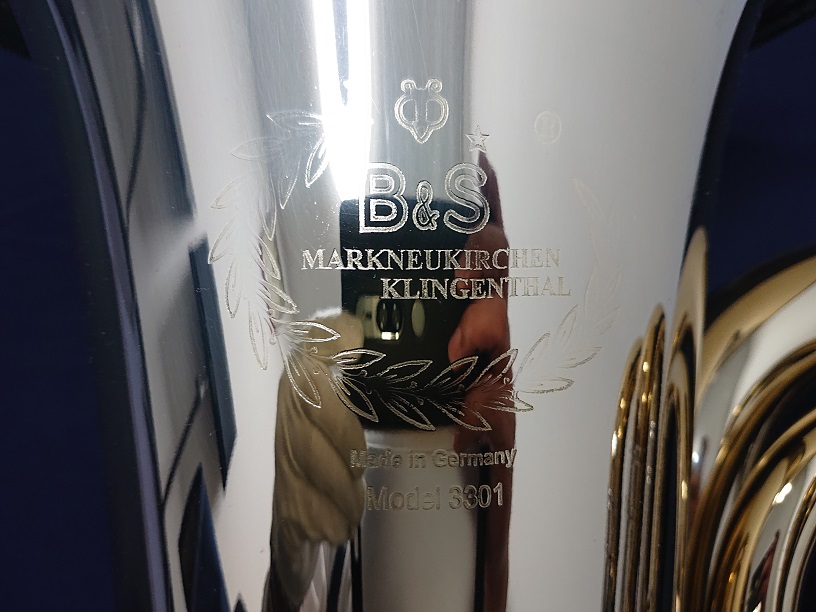 B&S
MARKNEUKIRCHEN
KLINGENTHAL
Made in Germany
Model 3301